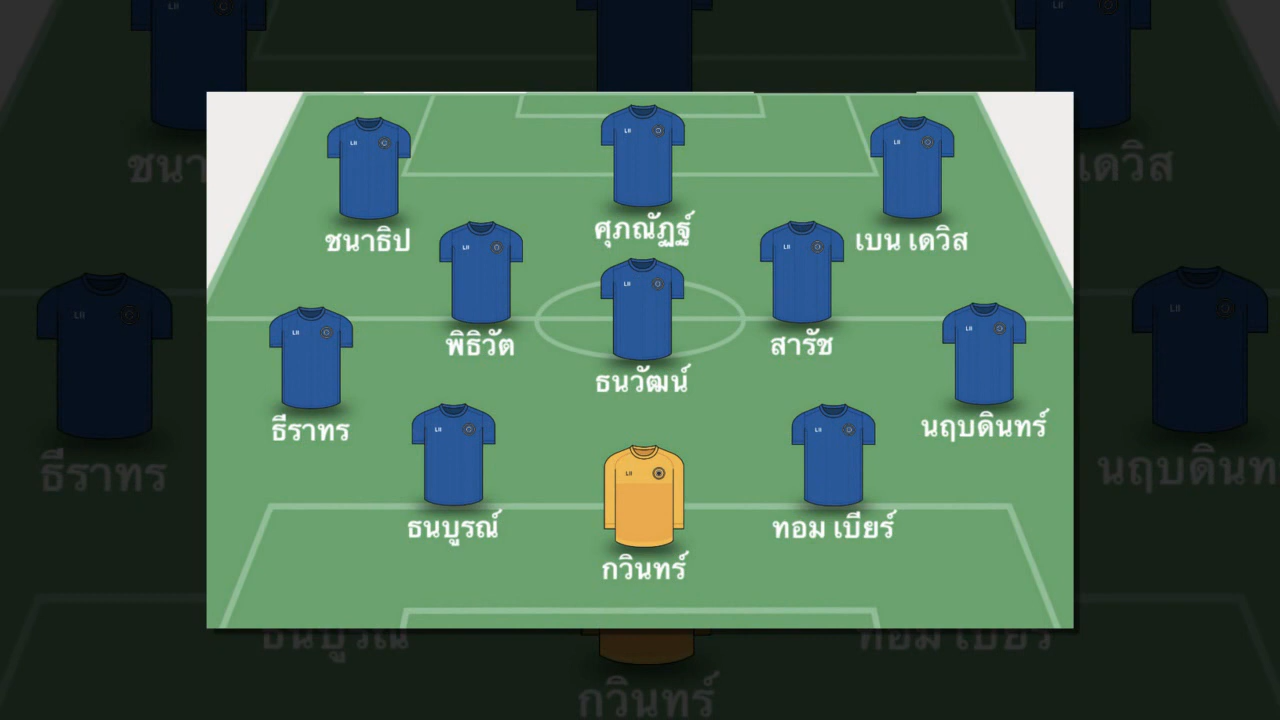 ชนาธิป
ศุภณัฏฐ์
เบน เดวิส
พิธิวัต
ธนวัฒน์
สารัช
ธีราทร
นฤบดินทร์
ธนบูรณ์
กวินทร์
ทอม เบียร์